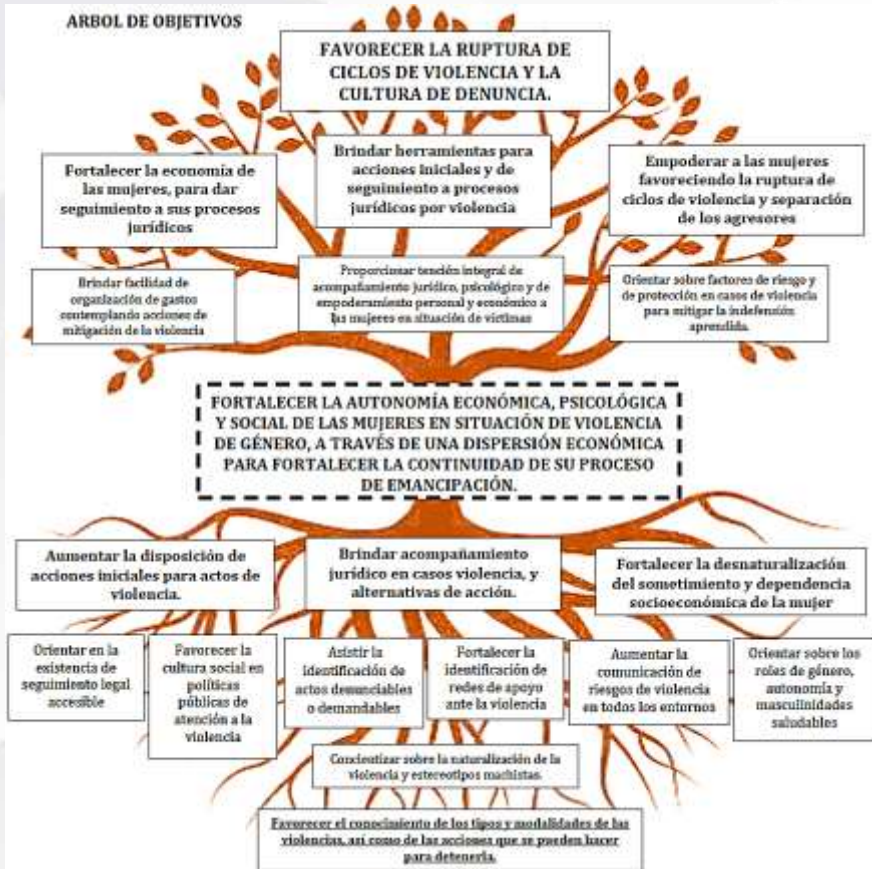 ARBOL DE OBJETIVOS
FAVORECER LA RUPTURA DE
CICLOS DE VIOLENCIA Y LA
CULTURA DE DENUNCIA.
Fortalecer la economía de
las mujeres, para dar
seguimiento a sus procesos
jurídicos
Brindar herramientas para
acciones iniciales y de
seguimiento a procesos
jurídicos por violencia
Empoderar a las mujeres
favoreciendo la ruptura de
ciclos de violencia y separación
de los agresores
Brindar facilidad de
organización de gastos
contemplando acciones de
mitigación de la violencia
Proporcionar tención integral de
acompañamiento jurídico, psicológico y de
empoderamiento personal y económico a
las mujeres en situación de víctimas
Orientar sobre factores de riesgo y
de protección en casos de violencia
para mitigar la indefensión
aprendida.
FORTALECER LA AUTONOMÍA ECONÓMICA, PSICOLÓGICA
Y SOCIAL DE LAS MUJERES EN SITUACIÓN DE VIOLENCIA
DE GÉNERO, A TRAVÉS DE UNA DISPERSIÓN ECONÓMICA
PARA FORTALECER LA CONTINUIDAD DE SU PROCESO
DE EMANCIPACIÓN.
Aumentar la disposición de
acciones iniciales para actos de
violencia.
Brindar acompañamiento
jurídico en casos violencia, y
alternativas de acción.
Fortalecer la desnaturalización
del sometimiento y dependencia
socioeconómica de la mujer
Orientar en la
existencia de
seguimiento legal
accesible
Favorecer la
cultura social en
políticas
públicas de
atención a la
violencia
Asistir la
identificación de
actos denunciables
o demandables
Fortalecer la
identificación de
redes de apoyo
ante la violencia
Aumentar la
comunicación de
riesgos de violencia
en todos los entornos
Orientar sobre los
roles de género,
autonomía y
masculinidades
saludables
Concientizar sobre la naturalización de la
violencia y estereotipos machistas.
Favorecer el conocimiento de los tipos y modalidades de las
violencias, así como de las acciones que se pueden hacer
para detenerla.